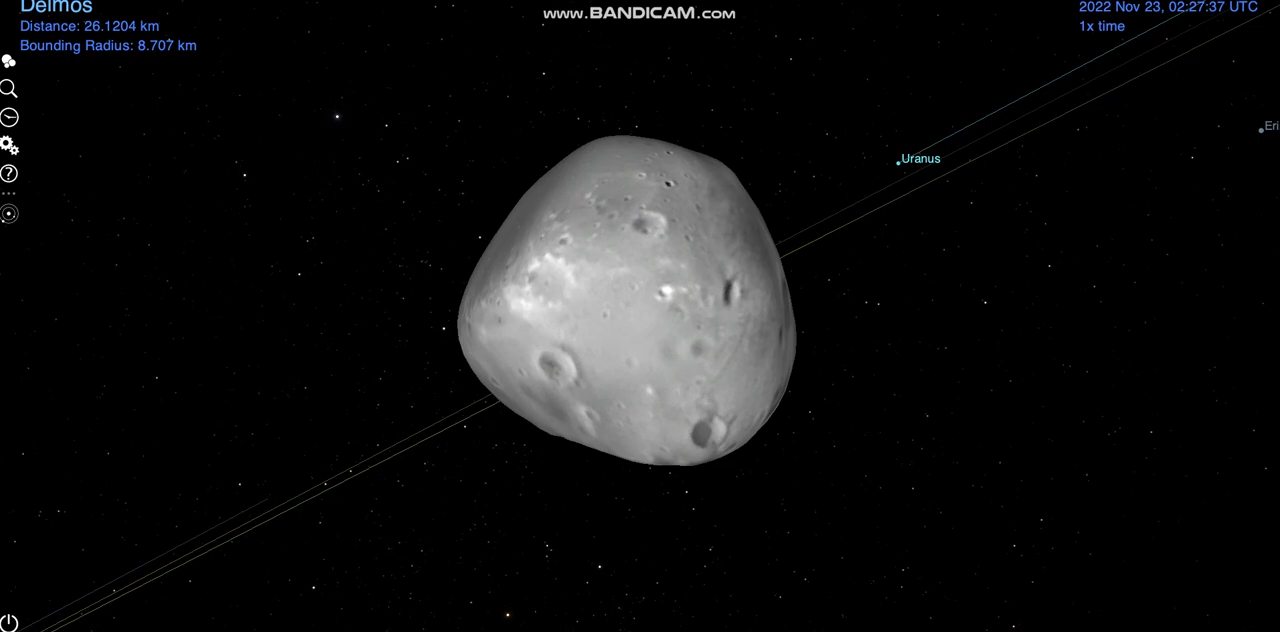 Deimos
Distance: 26.1204 km
Bounding Radius: 8.707 km
www.BANDICAM.com
2022 Nov 23, 02:27:37 UTC
1x time
Uranus
Eri